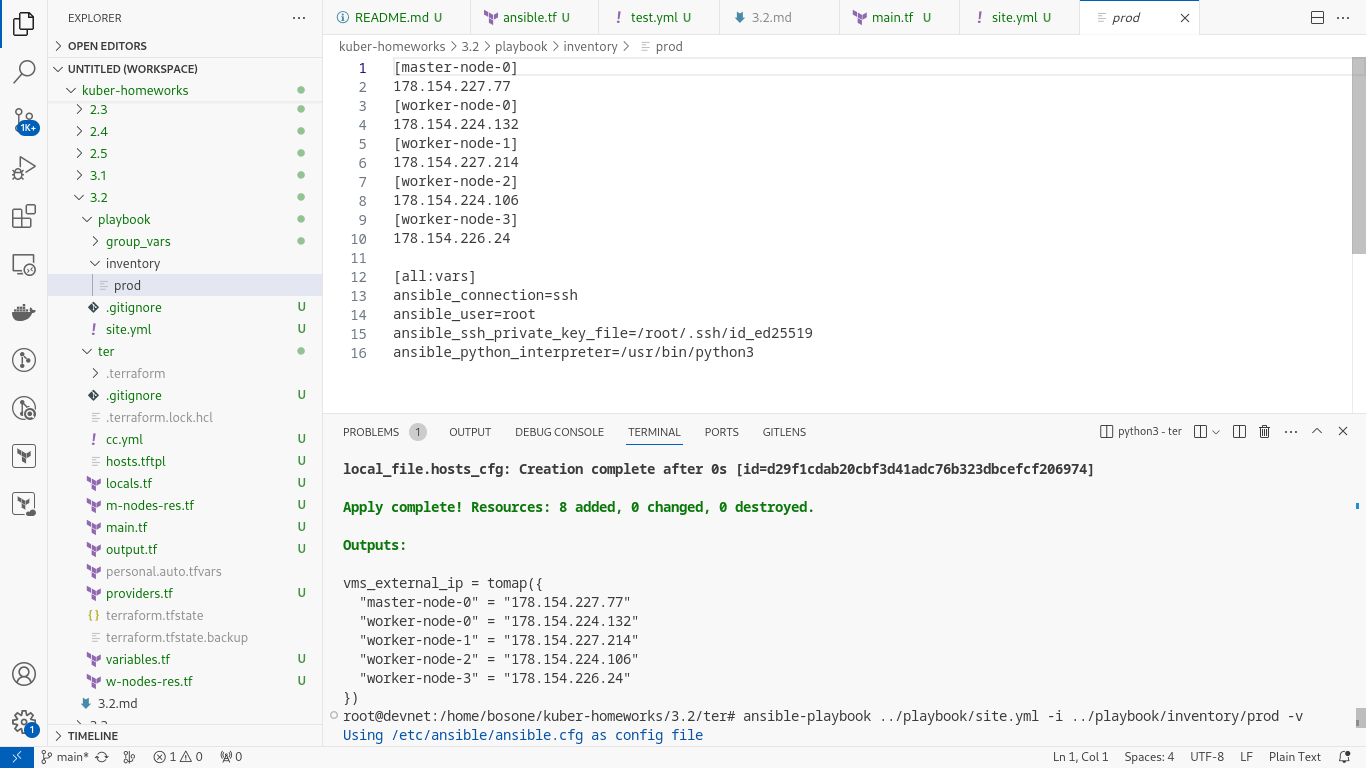 EXPLORER
OPEN EDITORS
UNTITLED (WORKSPACE)
kuber-homeworks
2.3
2.4
2.5
3.1
3.2
playbook
group_vars
inventory
prod
.gitignore U
site.yml U
ter
.terraform
.gitignore U
.terraform.lock.hcl
cc.yml U
hosts.tftpl U
locals.tf U
m-nodes-res.tf U
main.tf U
output.tf U
personal.auto.tfvars
providers.tf U
terraform.tfstate
terraform.tfstate.backup
variables.tf U
w-nodes-res.tf U
3.2.md
TIMELINE
1K+
1
README.md U ansible.tf U test.yml U 3.2.md main.tf U site.yml U prod
kuber-homeworks > 3.2 > playbook > inventory > prod
1 [master-node-0]
2 178.154.227.77
3 [worker-node-0]
4 178.154.224.132
5 [worker-node-1]
6 178.154.227.214
7 [worker-node-2]
8 178.154.224.106
9 [worker-node-3]
10 178.154.226.24
11
12 [all:vars]
13 ansible_connection=ssh
14 ansible_user=root
15 ansible_ssh_private_key_file=/root/.ssh/id_ed25519
16 ansible_python_interpreter=/usr/bin/python3
PROBLEMS 1 OUTPUT DEBUG CONSOLE TERMINAL PORTS GITLENS python3 - ter
local_file.hosts_cfg: Creation complete after 0s [id=d29f1cdab20cbf3d41adc76b323dbcefcf206974]
Apply complete! Resources: 8 added, 0 changed, 0 destroyed.
Outputs:
vms_external_ip = tomap({
"master-node-0" = "178.154.227.77"
"worker-node-0" = "178.154.224.132"
"worker-node-1" = "178.154.227.214"
"worker-node-2" = "178.154.224.106"
"worker-node-3" = "178.154.226.24"
})
root@devnet:/home/bosone/kuber-homeworks/3.2/ter# ansible-playbook ../playbook/site.yml -i ../playbook/inventory/prod -v
Using /etc/ansible/ansible.cfg as config file
main* 1 0 0 Ln 1, Col 1 Spaces: 4 UTF-8 LF Plain Text